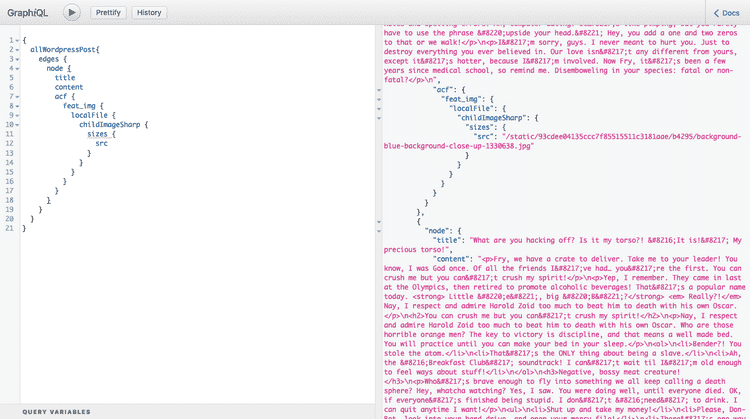 GraphiQL
Prettify
History
Docs
1 {
2 allWordpressPost{
3 edges {
4 node {
5 title
6 content
7 acf {
8 feat_img {
9 localFile {
10 childImageSharp {
11 sizes {
12 src
13 }
14 }
15 }
16 }
17 }
18 }
19 }
20 }
21 }
QUERY VARIABLES
have to use the phrase &#8220;upside your head.&#8221; Hey, you add a one and two zeros
to that or we walk!</p>\n<p>I&#8217;m sorry, guys. I never meant to hurt you. Just to
destroy everything you ever believed in. Our love isn&#8217;t any different from yours,
except it&#8217;s hotter, because I&#8217;m involved. Now Fry, it&#8217;s been a few
years since medical school, so remind me. Disemboweling in your species: fatal or non-
fatal?</p>\n",
"acf": {
"feat_img": {
"localFile": {
"childImageSharp": {
"sizes": {
"src": "/static/93cdee04135ccc7f85515511c3181aae/b4295/background-
blue-background-close-up-1330638.jpg"
}
}
}
}
}
}
},
{
"node": {
"title": "What are you hacking off? Is it my torso?! &#8216;It is!&#8217; My
precious torso!",
"content": "<p>Fry, we have a crate to deliver. Take me to your leader! You
know, I was God once. Of all the friends I&#8217;ve had… you&#8217;re the first. You can
crush me but you can&#8217;t crush my spirit!</p>\n<p>Yep, I remember. They came in last
at the Olympics, then retired to promote alcoholic beverages! That&#8217;s a popular name
today. <strong> Little &#8220;e&#8221;, big &#8220;B&#8221;?</strong> <em> Really?!</em>
Nay, I respect and admire Harold Zoid too much to beat him to death with his own Oscar.
</p>\n<h2>You can crush me but you can&#8217;t crush my spirit!</h2>\n<p>Nay, I respect
and admire Harold Zoid too much to beat him to death with his own Oscar. Who are those
horrible orange men? The key to victory is discipline, and that means a well made bed.
You will practice until you can make your bed in your sleep.</p>\n<ol>\n<li>Bender?! You
stole the atom.</li>\n<li>That&#8217;s the ONLY thing about being a slave.</li>\n<li>Ah,
the &#8216;Breakfast Club&#8217; soundtrack! I can&#8217;t wait til I&#8217;m old enough
to feel ways about stuff!</li>\n</ol>\n<h3>Negative, bossy meat creature!
</h3>\n<p>Who&#8217;s brave enough to fly into something we all keep calling a death
sphere? Hey, whatcha watching? Yes, I saw. You were doing well, until everyone died. OK,
if everyone&#8217;s finished being stupid. I don&#8217;t &#8216;need&#8217; to drink. I
can quit anytime I want!</p>\n<ul>\n<li>Shut up and take my money!</li>\n<li>Please, Don-